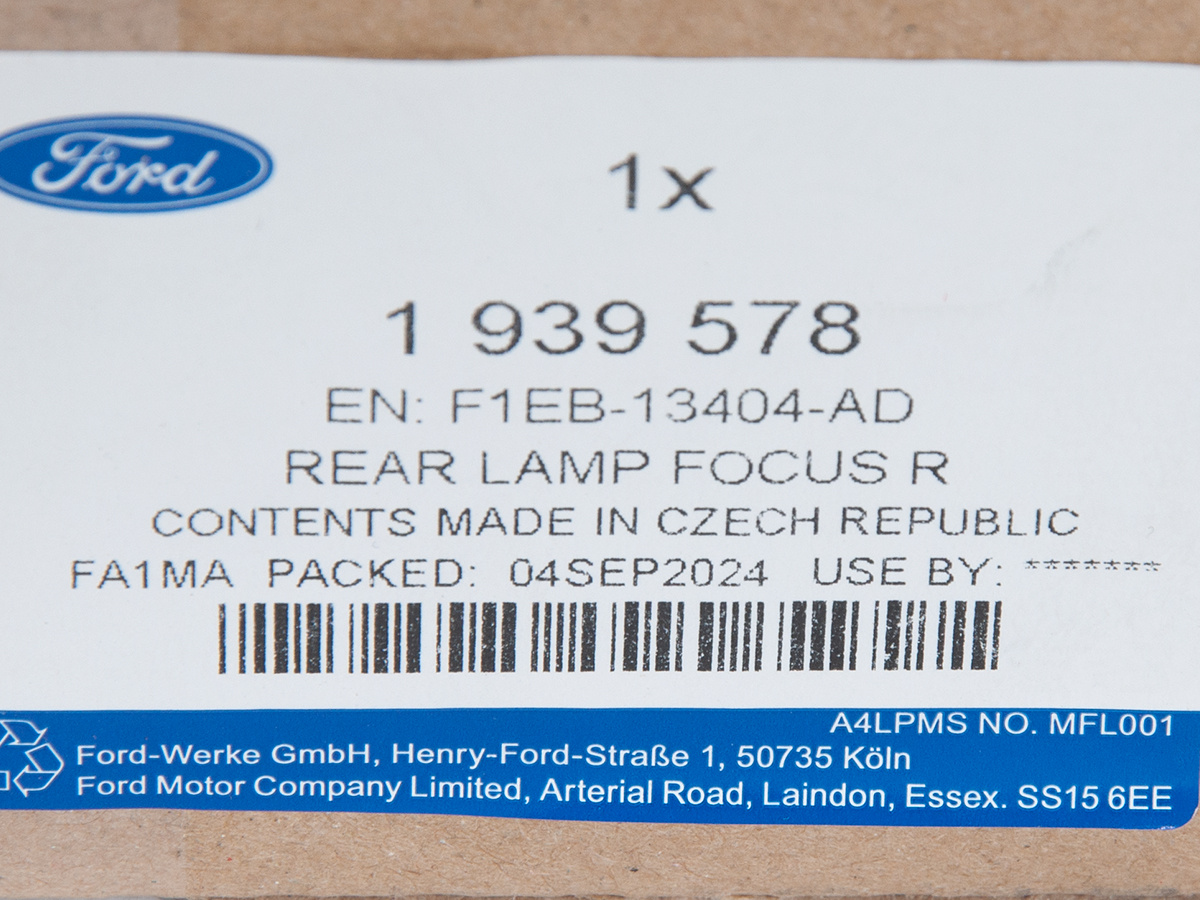 Ford
1x
1 939 578
EN: F1EB-13404-AD
REAR LAMP FOCUS R
CONTENTS MADE IN CZECH REPUBLIC
FA1MA PACKED: 04SEP2024 USE BY: *******
A4LPMS NO. MFL001
Ford-Werke GmbH, Henry-Ford-Straße 1, 50735 Köln
Ford Motor Company Limited, Arterial Road, Laindon, Essex. SS15 6EE